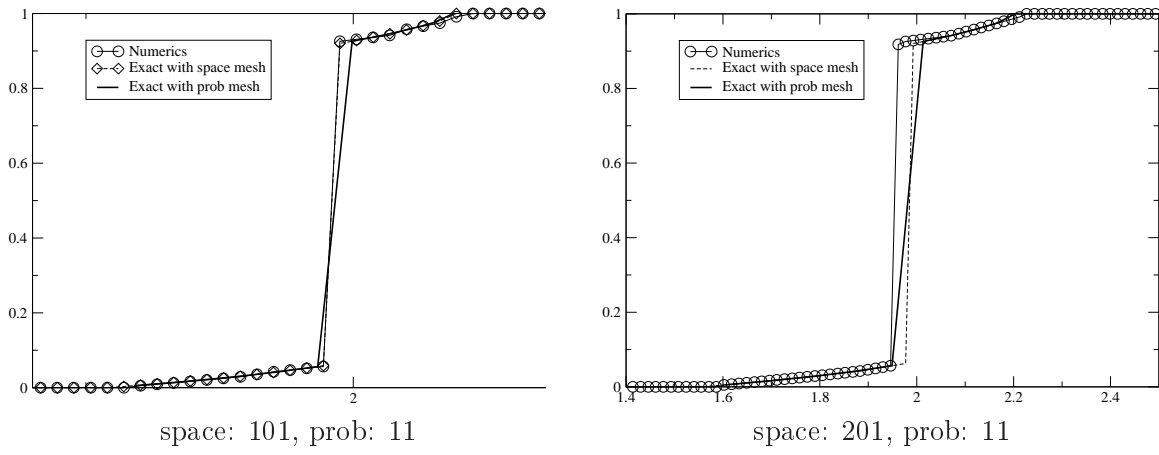 1
0.8
0.6
0.4
0.2
0
2
Numerics
Exact with space mesh
Exact with prob mesh
space: 101, prob: 11
1
0.8
0.6
0.4
0.2
0
1.4 1.6 1.8 2 2.2 2.4
Numerics
Exact with space mesh
Exact with prob mesh
space: 201, prob: 11